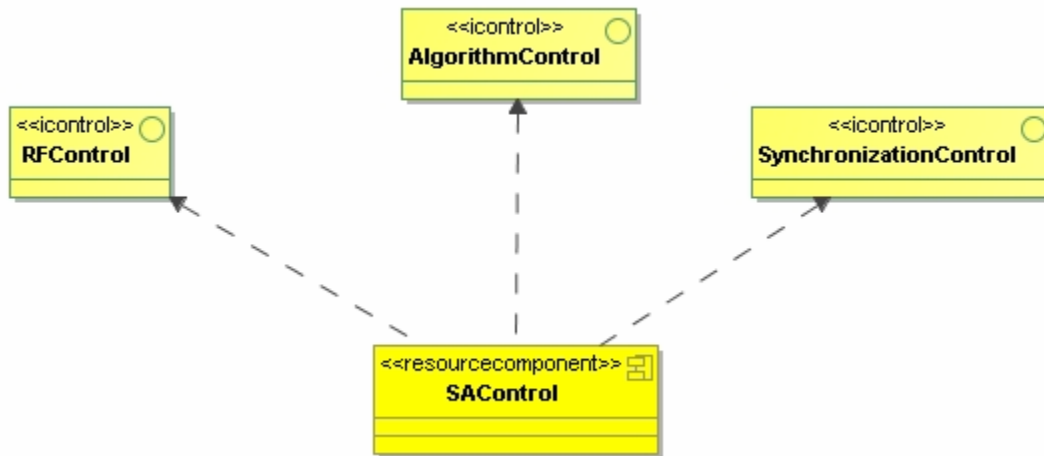 <<icontrol>>
AlgorithmControl
<<icontrol>>
RFControl
<<icontrol>>
SynchronizationControl
<<resourcecomponent>>
SAControl